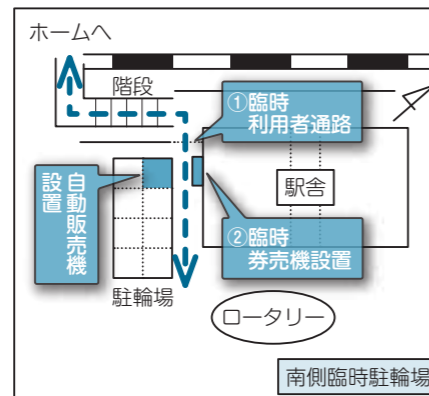 ホームへ
階段
①臨時
利用者通路
自動販売機
設置
駅舎
②臨時
券売機設置
駐輪場
ロータリー
南側臨時駐輪場